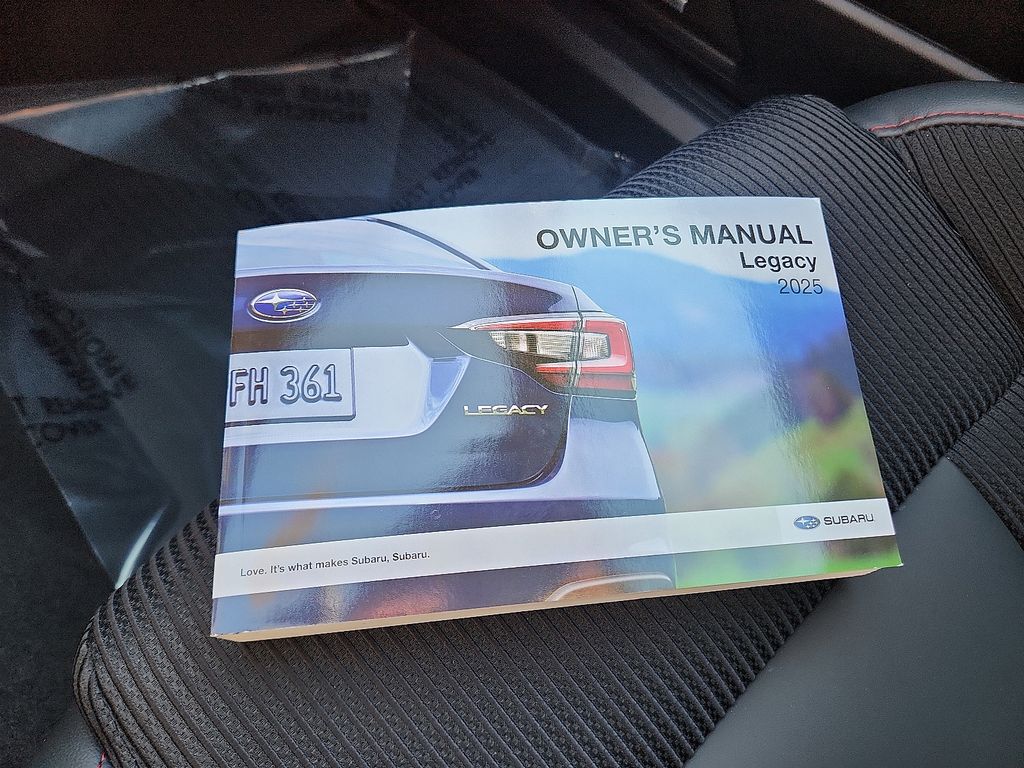 OWNER'S MANUAL
Legacy
2025
FH 361
LEGACY
SUBARU
Love. It's what makes Subaru, Subaru.